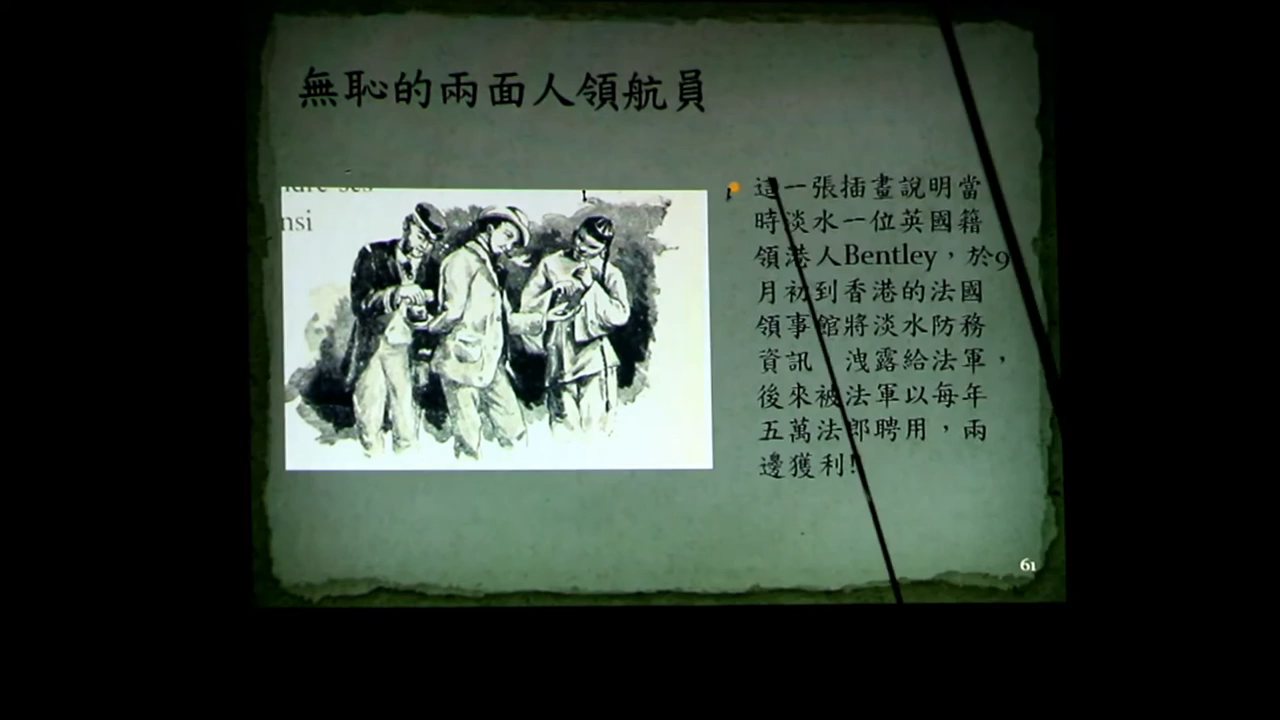 無恥的兩面人領航員
nsi
這一張插畫說明當
時淡水一位英國籍
領港人Bentley，於9
月初到香港的法國
領事館將淡水防務
資訊 洩露給法軍，
後來被法軍以每年
五萬法郎聘用，兩
邊獲利!
61